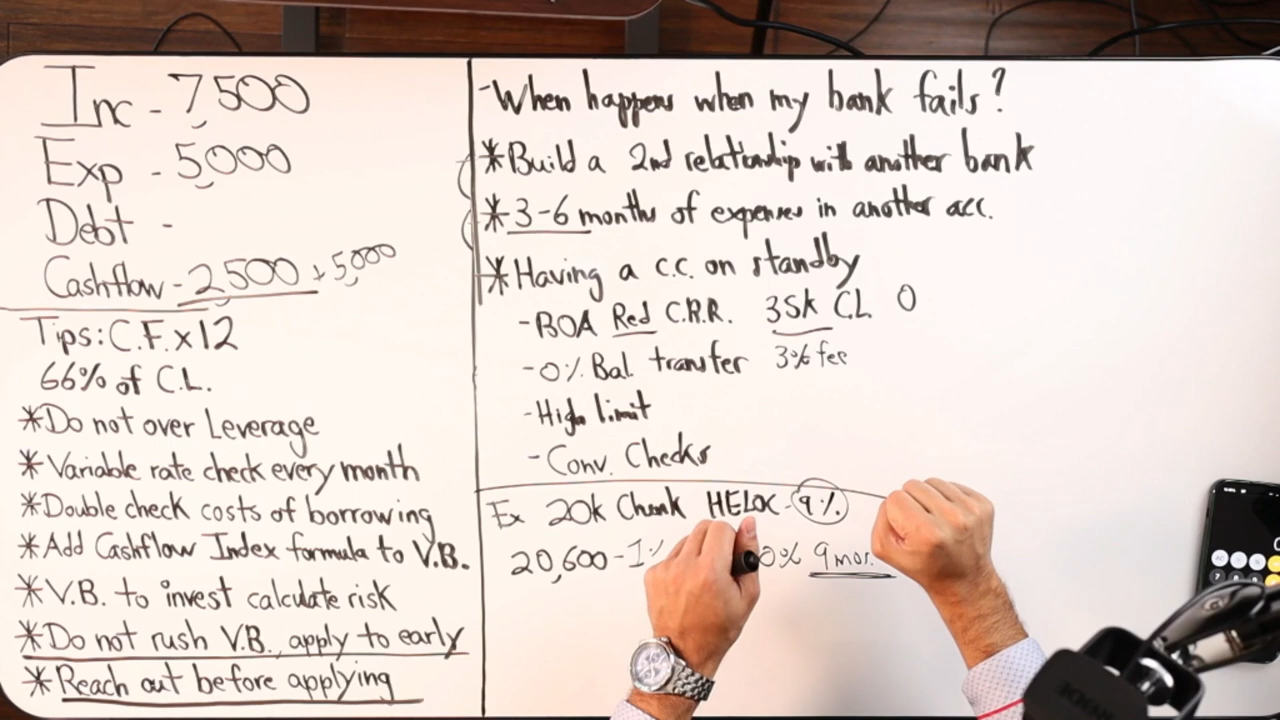 Inc - 7,500
Exp - 5,000
Debt -
Cashflow - 2,500 + 5,000
Tips: C.F. x 12
66% of C.L.
*Do not over Leverage
*Variable rate check every month
*Double check costs of borrowing
*Add Cashflow Index formula to V.B.
*V.B. to invest calculate risk
*Do not rush V.B., apply to early
*Reach out before applying
-When happens when my bank fails?
*Build a 2nd relationship with another bank
*3-6 months of expenses in another acc.
*Having a c.c. on standby
-BOA Red C.R.R. 35k C.L. 0
-0% Bal. transfer 3% fee
-High limit
-Conv. Checks
Ex 20k Chunk HELOC - 9%
20,600 - 1% 0% 9 mos.